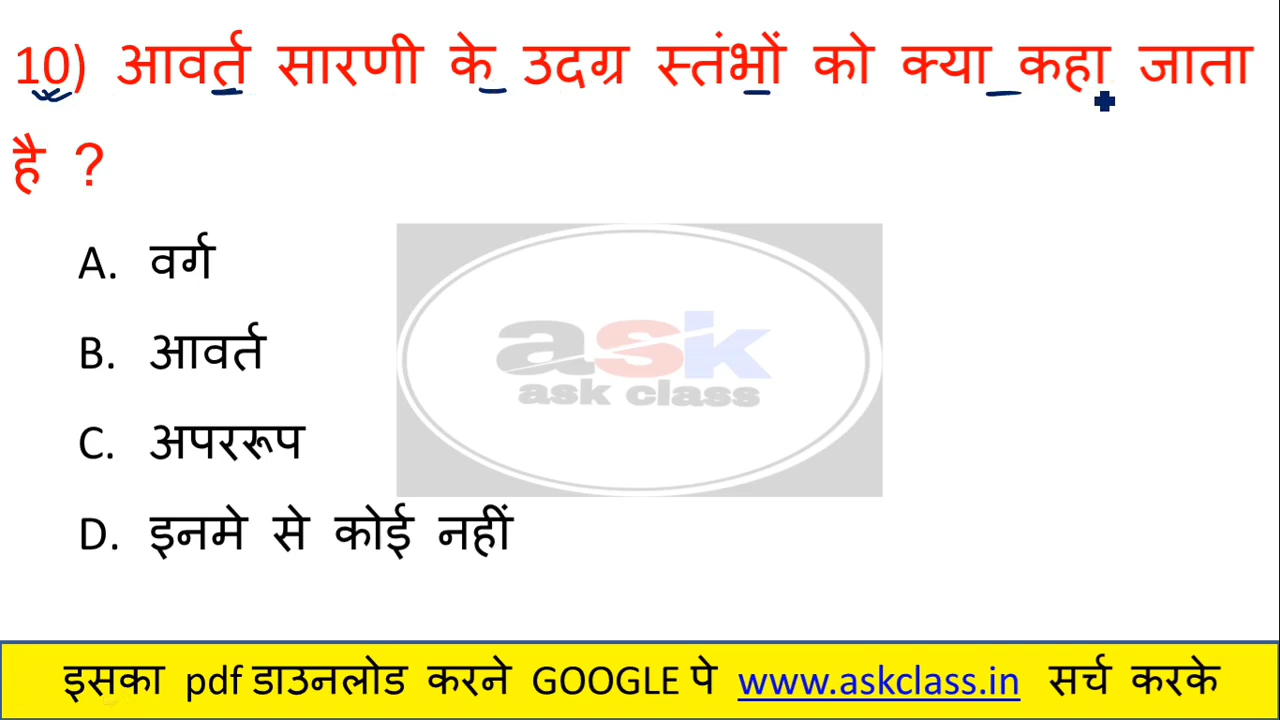 10) आवर्त सारणी के उदग्र स्तंभों को क्या कहा जाता
है ?
A. वर्ग
B. आवर्त
C. अपररूप
D. इनमे से कोई नहीं
ask
ask class
इसका pdf डाउनलोड करने GOOGLE पे www.askclass.in सर्च करके